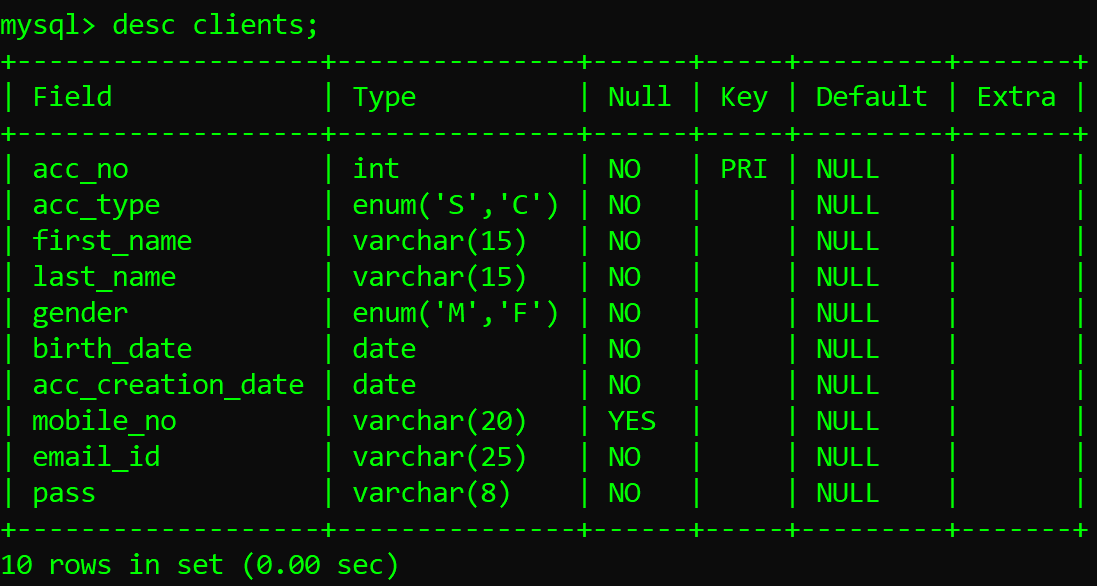 mysql> desc clients;
+-------------------+---------------+------+-----+---------+-------+
| Field             | Type          | Null | Key | Default | Extra |
+-------------------+---------------+------+-----+---------+-------+
| acc_no            | int           | NO   | PRI | NULL    |       |
| acc_type          | enum('S','C') | NO   |     | NULL    |       |
| first_name        | varchar(15)   | NO   |     | NULL    |       |
| last_name         | varchar(15)   | NO   |     | NULL    |       |
| gender            | enum('M','F') | NO   |     | NULL    |       |
| birth_date        | date          | NO   |     | NULL    |       |
| acc_creation_date | date          | NO   |     | NULL    |       |
| mobile_no         | varchar(20)   | YES  |     | NULL    |       |
| email_id          | varchar(25)   | NO   |     | NULL    |       |
| pass              | varchar(8)    | NO   |     | NULL    |       |
+-------------------+---------------+------+-----+---------+-------+
10 rows in set (0.00 sec)